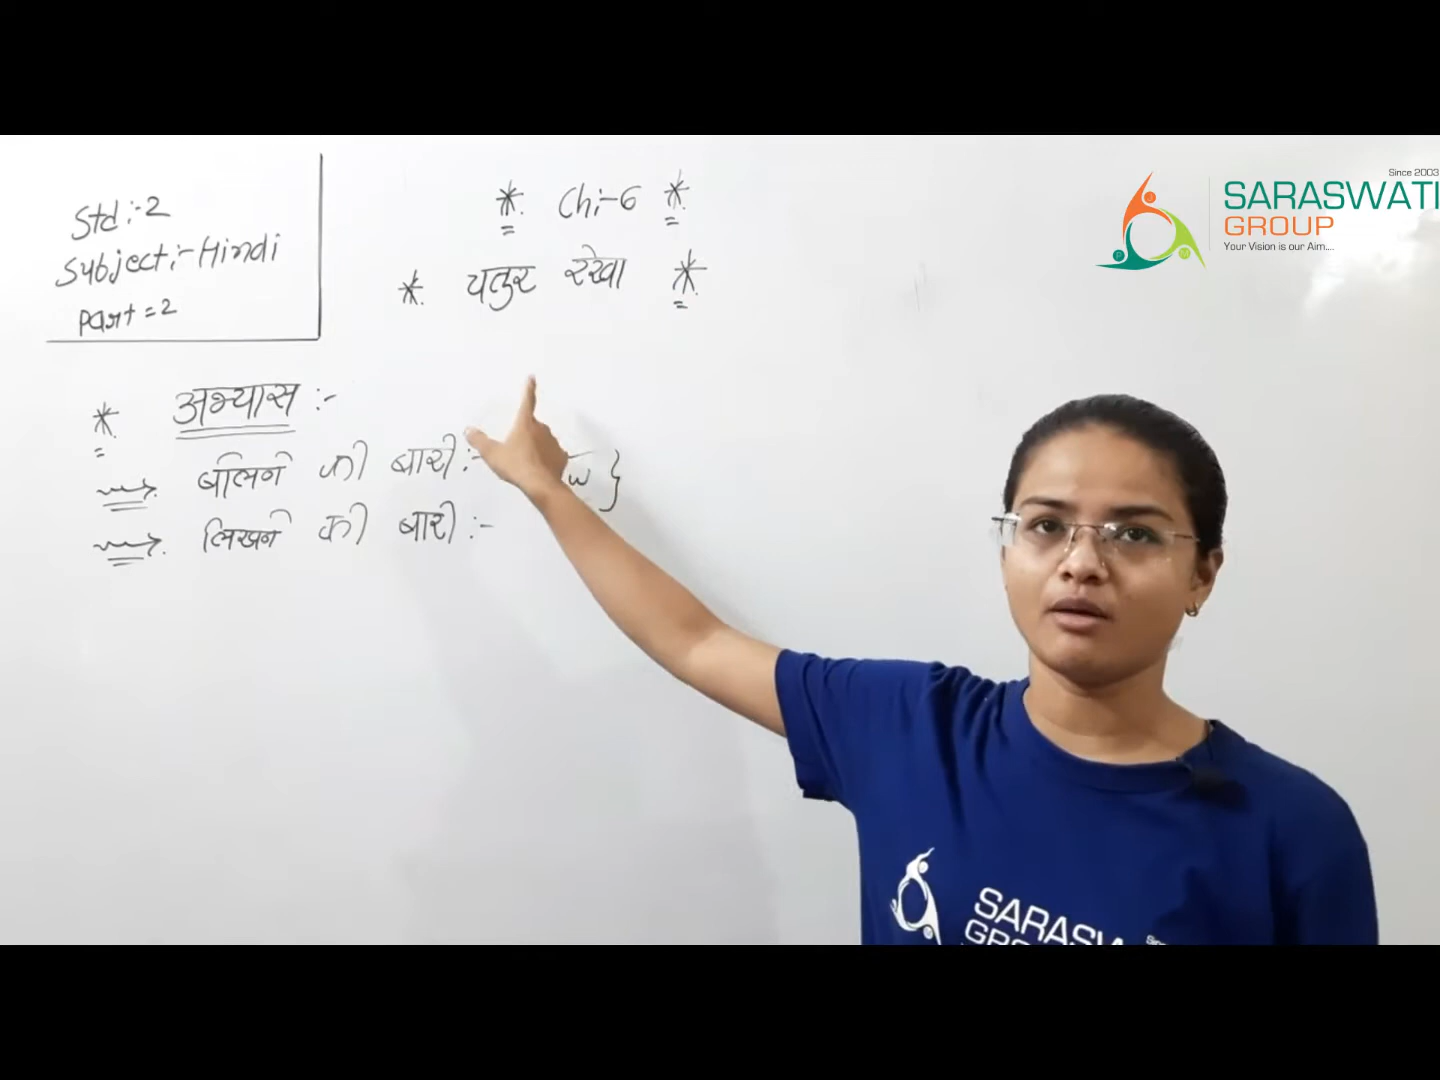 Std :- 2
Subject :- Hindi
Part = 2
* Ch :- 6 *
* चतुर रेखा *
* अभ्यास :-
बोलने की बारी :-
लिखने की बारी :-
Since 2003
SARASWATI
GROUP
Your Vision is our Aim....
J
P
M
SARASWA